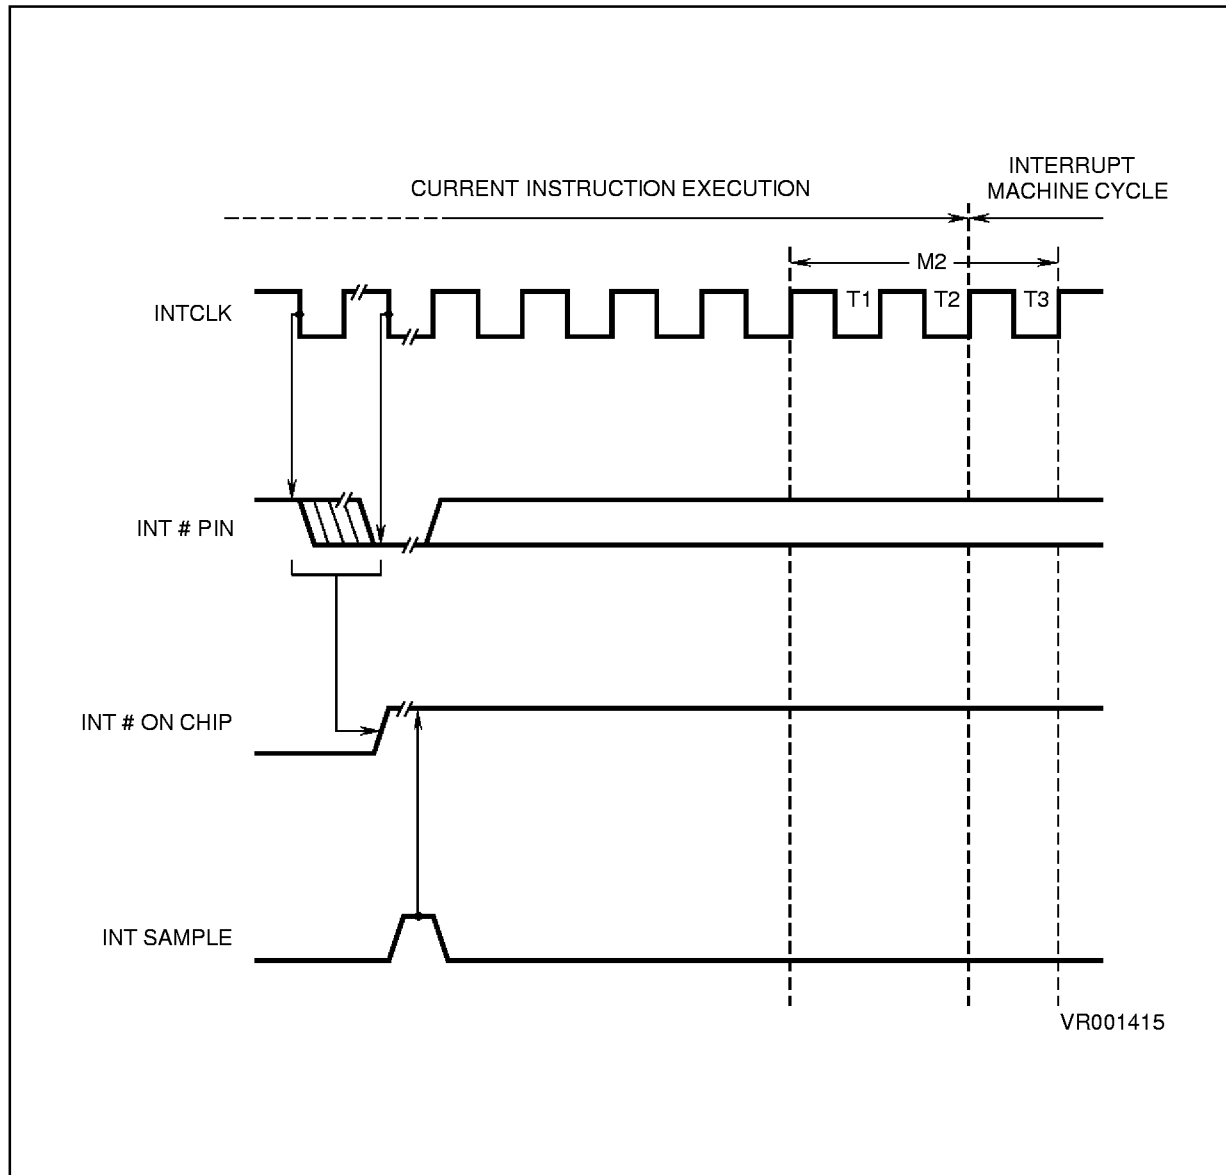 INTERRUPT
CURRENT INSTRUCTION EXECUTION
MACHINE CYCLE
M2
INTCLK
T1
T2
T3
INT # PIN
INT # ON CHIP
INT SAMPLE
VR001415